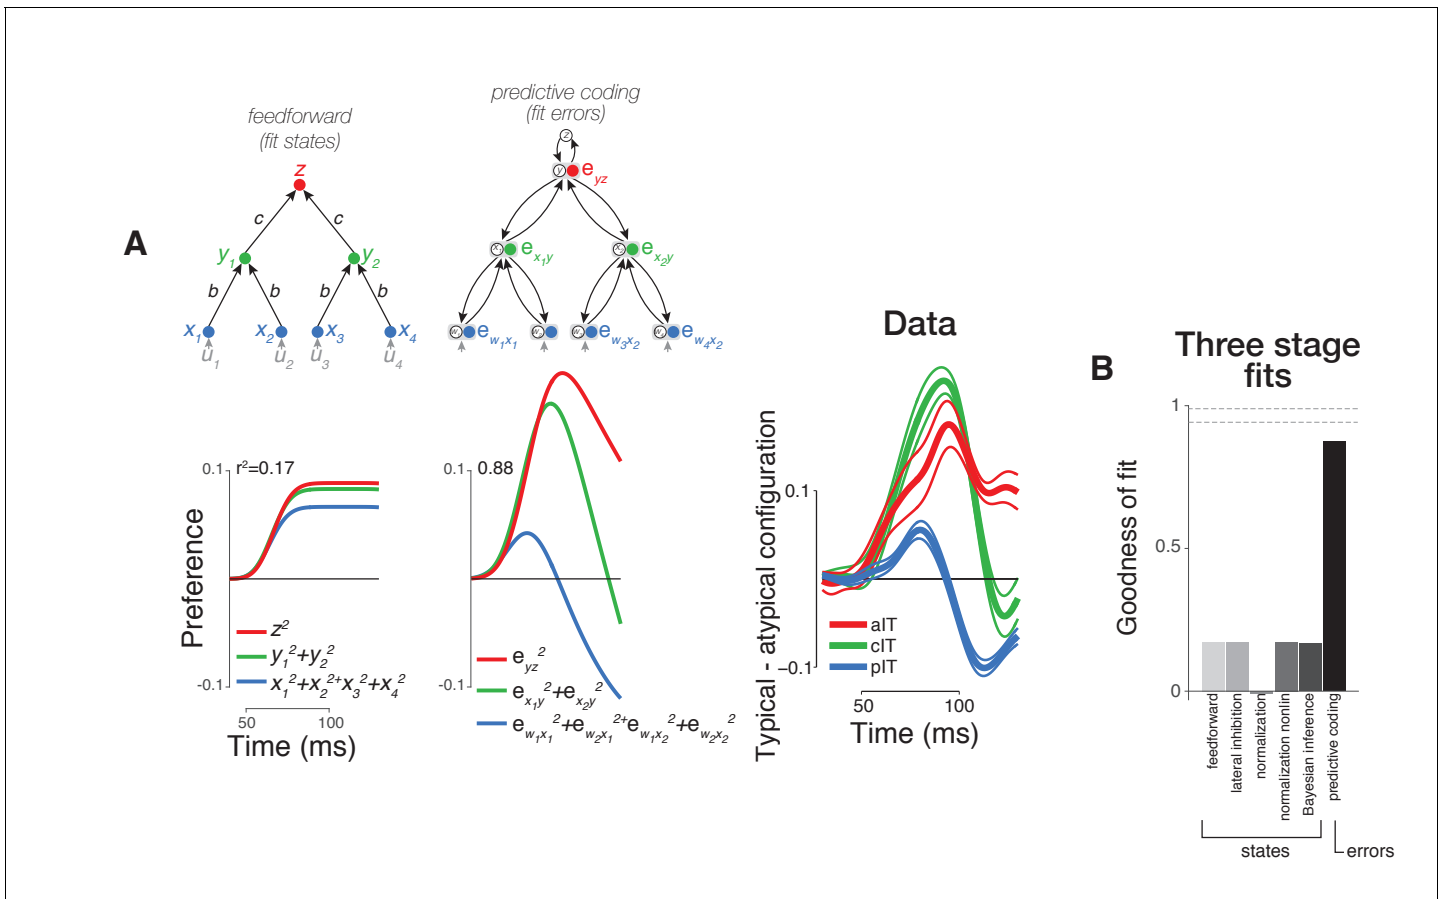 A
feedforward
(fit states)
z
c c
y1 y2
b b b b
x1 x2 x3 x4
u1 u2 u3 u4
predictive coding
(fit errors)
z
y eyz
ex1y ex2y
ew1x1 ew3x2 ew4x2
Preference
0.1
r²=0.17
-0.1
z²
y1²+y2²
x1²+x2²+x3²+x4²
50 100
Time (ms)
0.1
0.88
-0.1
eyz²
ex1y²+ex2y²
ew1x1²+ew2x1²+ew1x2²+ew2x2²
Data
Typical - atypical configuration
0.1
−0.1
aIT
cIT
pIT
50 100
Time (ms)
B
Three stage
fits
Goodness of fit
1
0.5
0
feedforward
lateral inhibition
normalization
normalization nonlin
Bayesian inference
predictive coding
states
errors